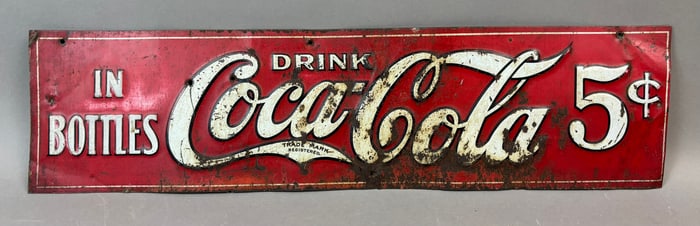 IN
BOTTLES
DRINK
Coca-Cola
TRADE MARK
REGISTERED
5¢